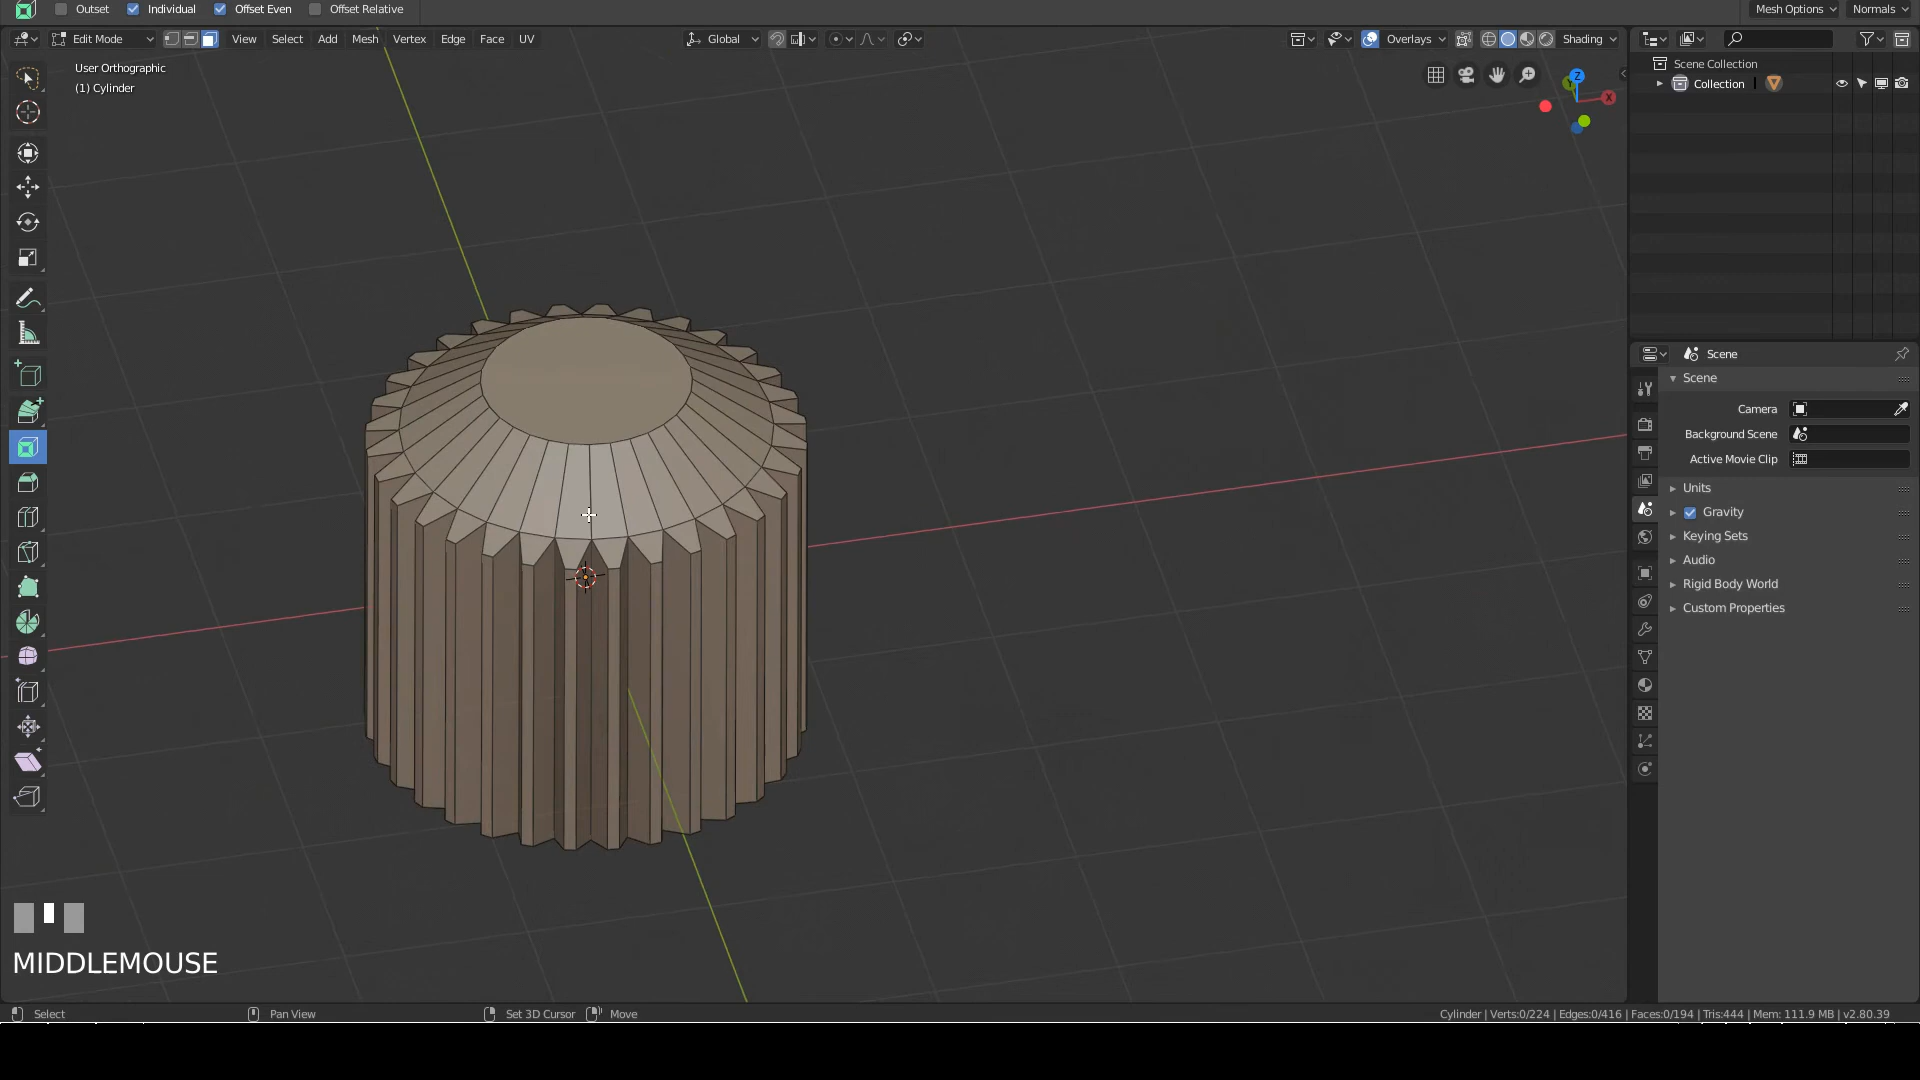 Outset Individual Offset Even Offset Relative Mesh Options Normals
Edit Mode View Select Add Mesh Vertex Edge Face UV Global Overlays Shading
User Orthographic
(1) Cylinder
Z
Y
X
Scene Collection
Collection
Scene
Scene
Camera
Background Scene
Active Movie Clip
Units
Gravity
Keying Sets
Audio
Rigid Body World
Custom Properties
MIDDLEMOUSE
Select Pan View Set 3D Cursor Move Cylinder | Verts:0/224 | Edges:0/416 | Faces:0/194 | Tris:444 | Mem: 111.9 MB | v2.80.39